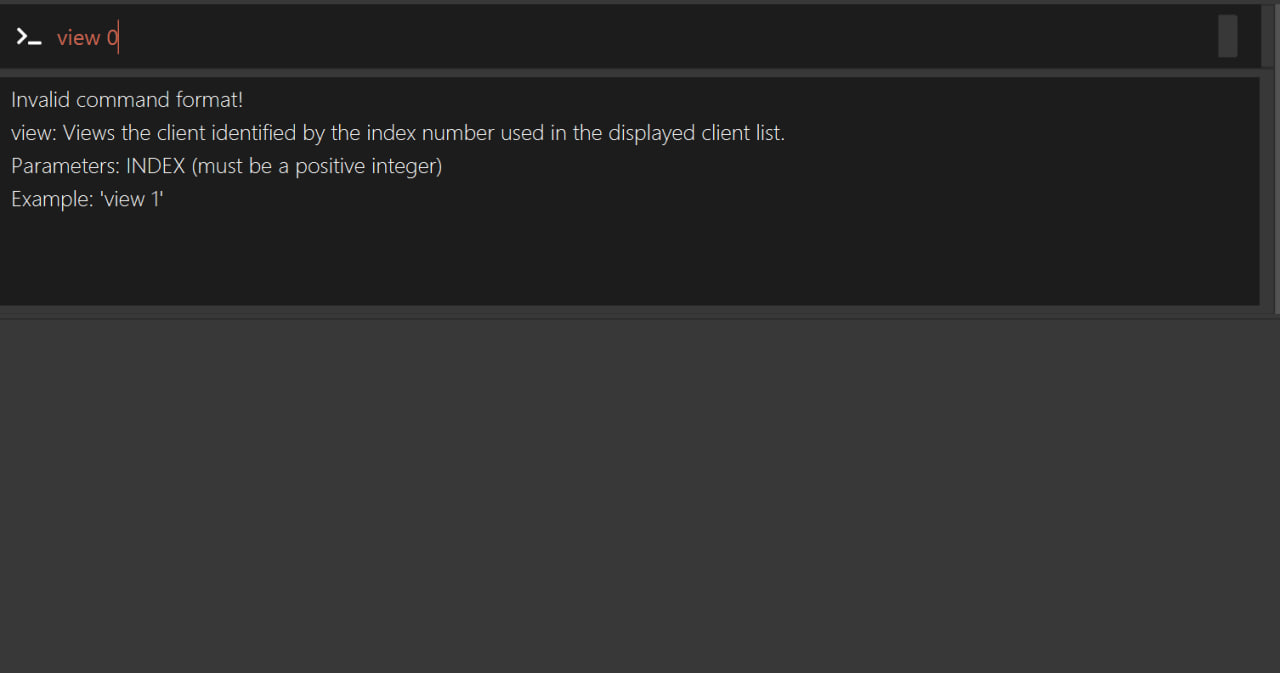 view 0
Invalid command format!
view: Views the client identified by the index number used in the displayed client list.
Parameters: INDEX (must be a positive integer)
Example: 'view 1'